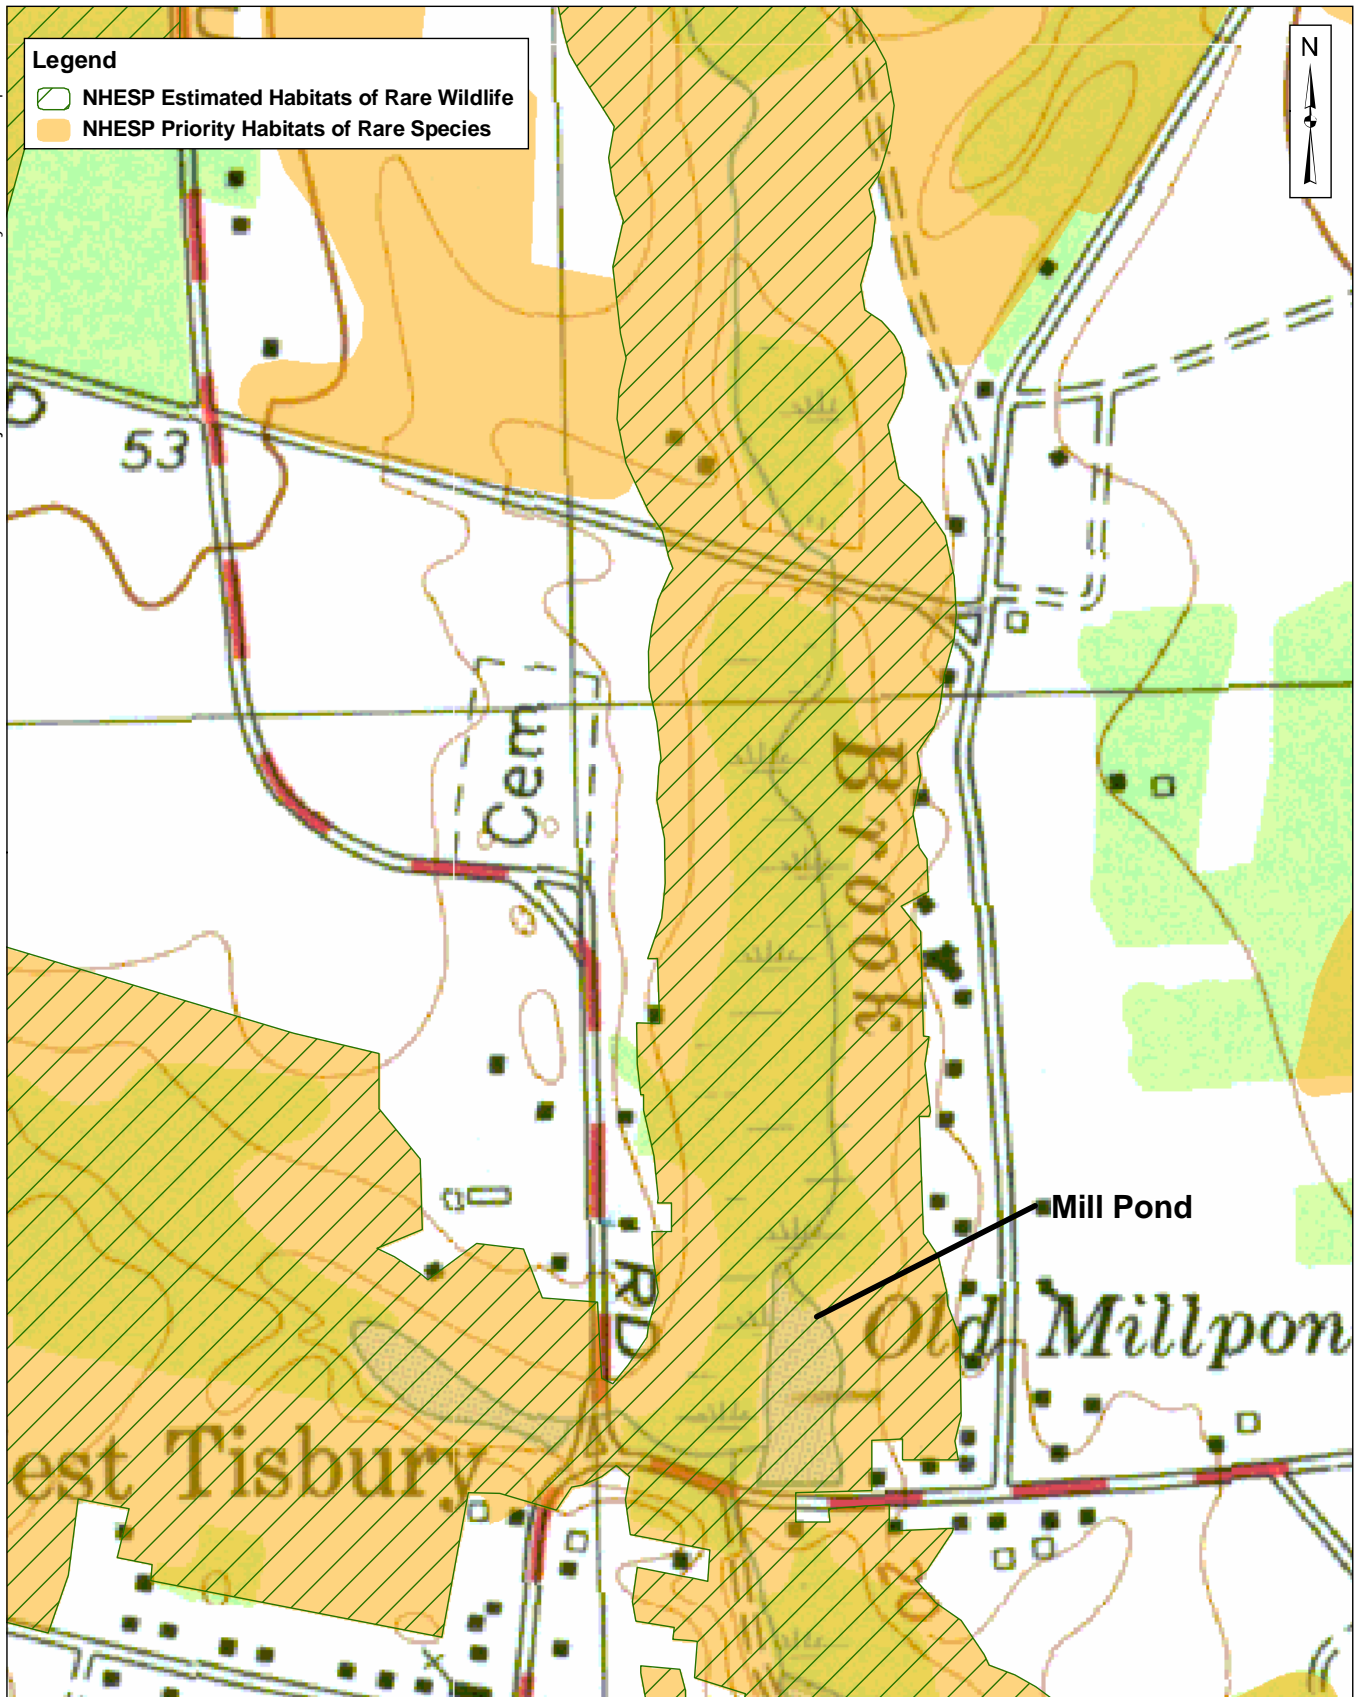 Legend
NHESP Estimated Habitats of Rare Wildlife
NHESP Priority Habitats of Rare Species
N
53
Cem
Brook
Mill Pond
RD
Old Millpon
est Tisbury